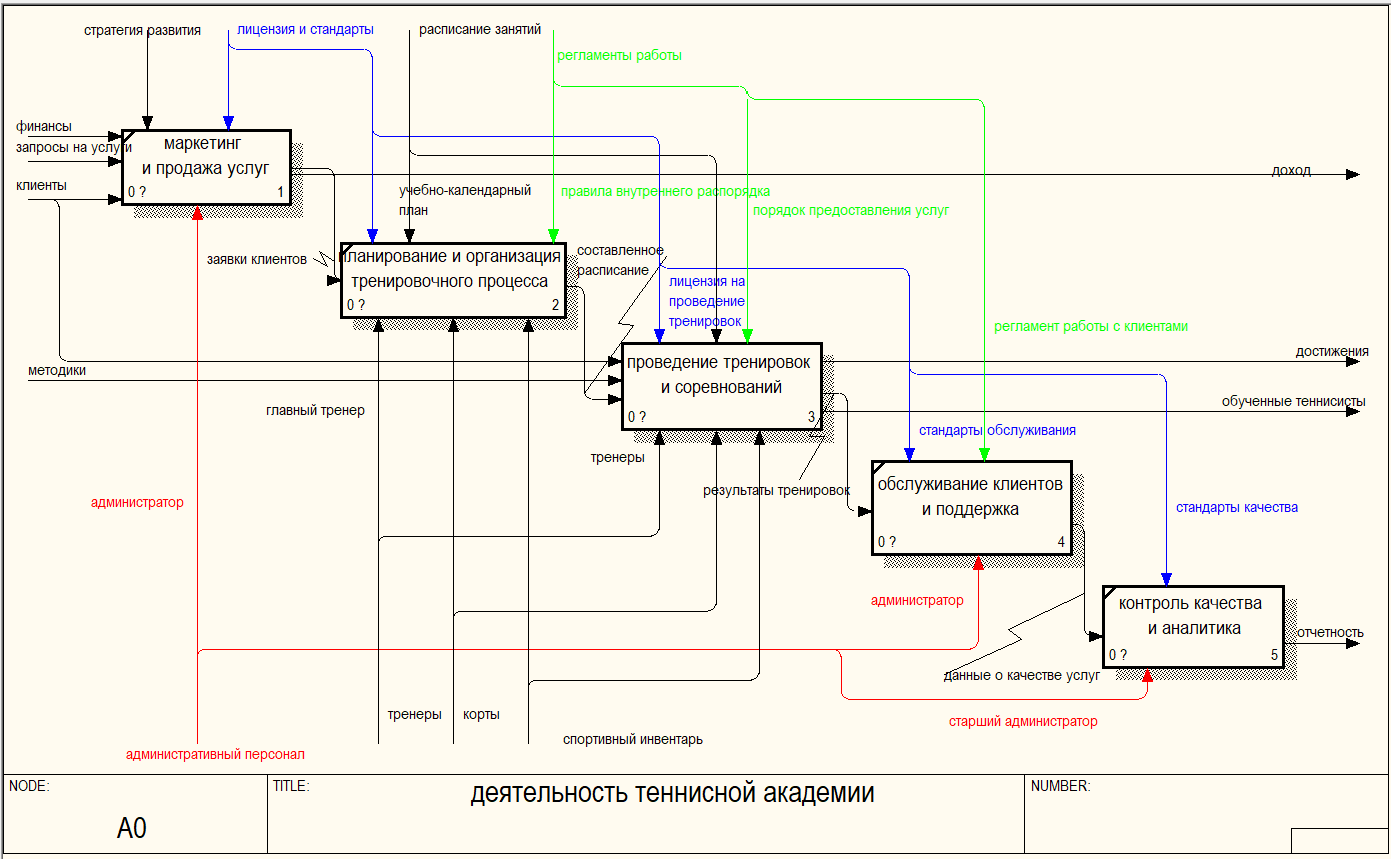 стратегия развития
лицензия и стандарты
расписание занятий
регламенты работы
финансы
запросы на услуги
клиенты
маркетинг
и продажа услуг
0 ?
1
доход
учебно-календарный
план
правила внутреннего распорядка
порядок предоставления услуг
заявки клиентов
планирование и организация
тренировочного процесса
0 ?
2
составленное
расписание
лицензия на
проведение
тренировок
регламент работы с клиентами
методики
проведение тренировок
и соревнований
0 ?
3
достижения
обученные теннисисты
главный тренер
тренеры
результаты тренировок
стандарты обслуживания
администратор
обслуживание клиентов
и поддержка
0 ?
4
стандарты качества
администратор
контроль качества
и аналитика
0 ?
5
отчетность
данные о качестве услуг
старший администратор
тренеры
корты
спортивный инвентарь
административный персонал
NODE:
A0
TITLE:
деятельность теннисной академии
NUMBER: